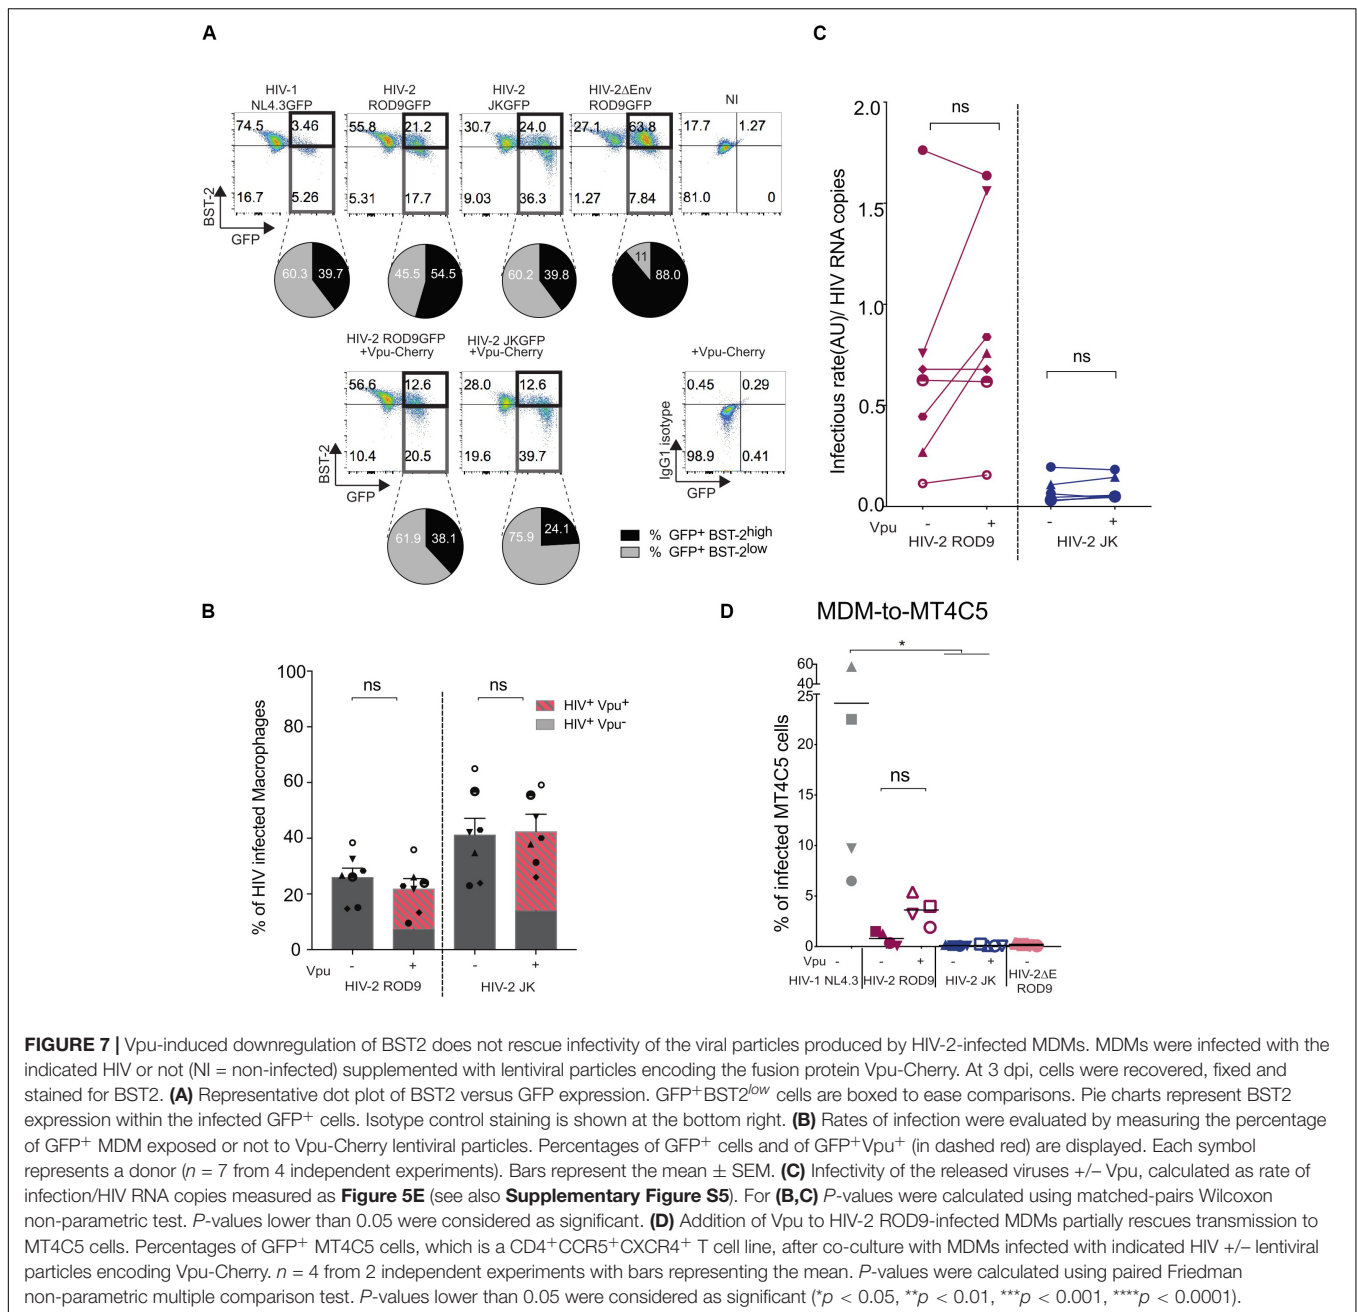 A
HIV-1
NL4.3GFP
HIV-2
ROD9GFP
HIV-2
JKGFP
HIV-2ΔEnv
ROD9GFP
NI
74.5 3.46
55.8 21.2
30.7 24.0
27.1 63.8
17.7 1.27
16.7 5.26
5.31 17.7
9.03 36.3
1.27 7.84
81.0 0
BST-2
GFP
60.3 39.7
45.5 54.5
60.2 39.8
11 88.0
HIV-2 ROD9GFP
+Vpu-Cherry
HIV-2 JKGFP
+Vpu-Cherry
+Vpu-Cherry
56.6 12.6
28.0 12.6
0.45 0.29
10.4 20.5
19.6 39.7
98.9 0.41
BST-2
GFP
IgG1 isotype
GFP
61.9 38.1
75.9 24.1
% GFP+ BST-2high
% GFP+ BST-2low
C
Infectious rate(AU)/ HIV RNA copies
2.0
1.5
1.0
0.5
0.0
ns
ns
Vpu - + - +
HIV-2 ROD9 HIV-2 JK
B
% of HIV infected Macrophages
100
80
60
40
20
0
ns
ns
HIV+ Vpu+
HIV+ Vpu-
Vpu - + - +
HIV-2 ROD9 HIV-2 JK
D
MDM-to-MT4C5
% of infected MT4C5 cells
60
40
25
20
15
10
5
0
*
ns
Vpu - - + - + -
HIV-1 NL4.3 HIV-2 ROD9 HIV-2 JK HIV-2ΔE
ROD9
FIGURE 7 | Vpu-induced downregulation of BST2 does not rescue infectivity of the viral particles produced by HIV-2-infected MDMs. MDMs were infected with the
indicated HIV or not (NI = non-infected) supplemented with lentiviral particles encoding the fusion protein Vpu-Cherry. At 3 dpi, cells were recovered, fixed and
stained for BST2. (A) Representative dot plot of BST2 versus GFP expression. GFP+BST2low cells are boxed to ease comparisons. Pie charts represent BST2
expression within the infected GFP+ cells. Isotype control staining is shown at the bottom right. (B) Rates of infection were evaluated by measuring the percentage
of GFP+ MDM exposed or not to Vpu-Cherry lentiviral particles. Percentages of GFP+ cells and of GFP+Vpu+ (in dashed red) are displayed. Each symbol
represents a donor (n = 7 from 4 independent experiments). Bars represent the mean ± SEM. (C) Infectivity of the released viruses +/– Vpu, calculated as rate of
infection/HIV RNA copies measured as Figure 5E (see also Supplementary Figure S5). For (B,C) P-values were calculated using matched-pairs Wilcoxon
non-parametric test. P-values lower than 0.05 were considered as significant. (D) Addition of Vpu to HIV-2 ROD9-infected MDMs partially rescues transmission to
MT4C5 cells. Percentages of GFP+ MT4C5 cells, which is a CD4+CCR5+CXCR4+ T cell line, after co-culture with MDMs infected with indicated HIV +/– lentiviral
particles encoding Vpu-Cherry. n = 4 from 2 independent experiments with bars representing the mean. P-values were calculated using paired Friedman
non-parametric multiple comparison test. P-values lower than 0.05 were considered as significant (*p < 0.05, **p < 0.01, ***p < 0.001, ****p < 0.0001).